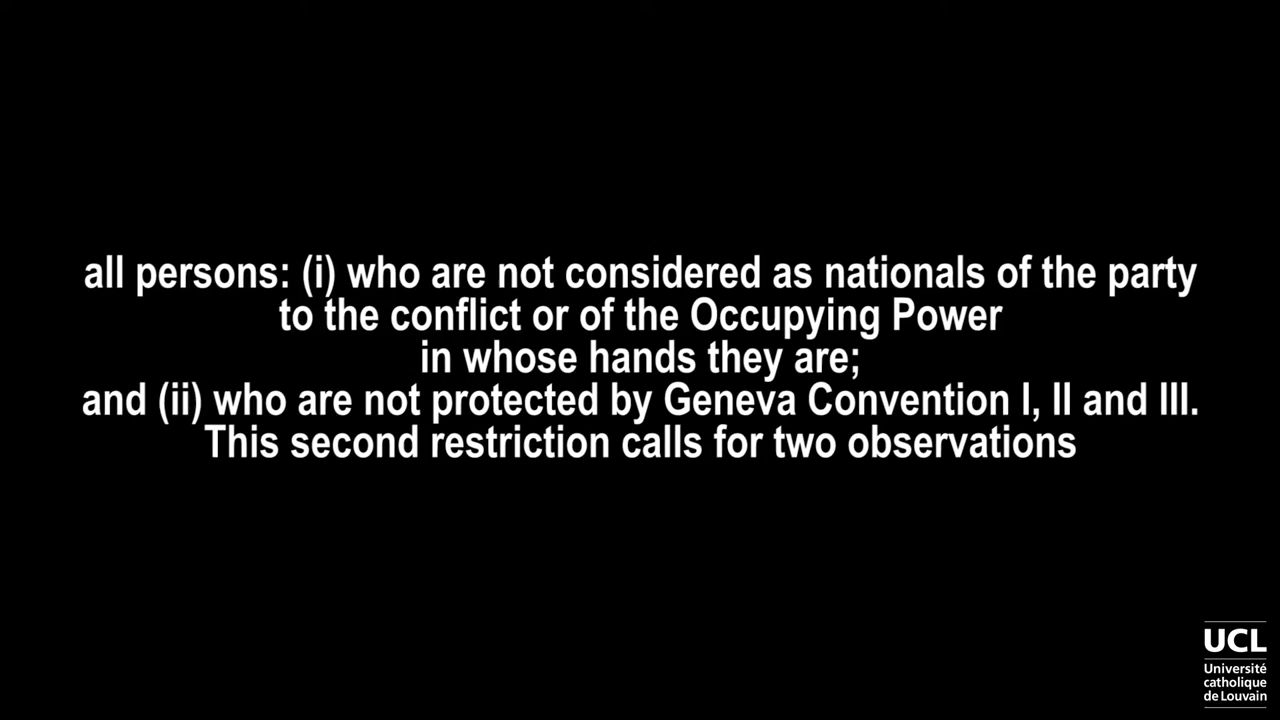 all persons: (i) who are not considered as nationals of the party
to the conflict or of the Occupying Power
in whose hands they are;
and (ii) who are not protected by Geneva Convention I, II and III.
This second restriction calls for two observations
UCL
Université
catholique
de Louvain